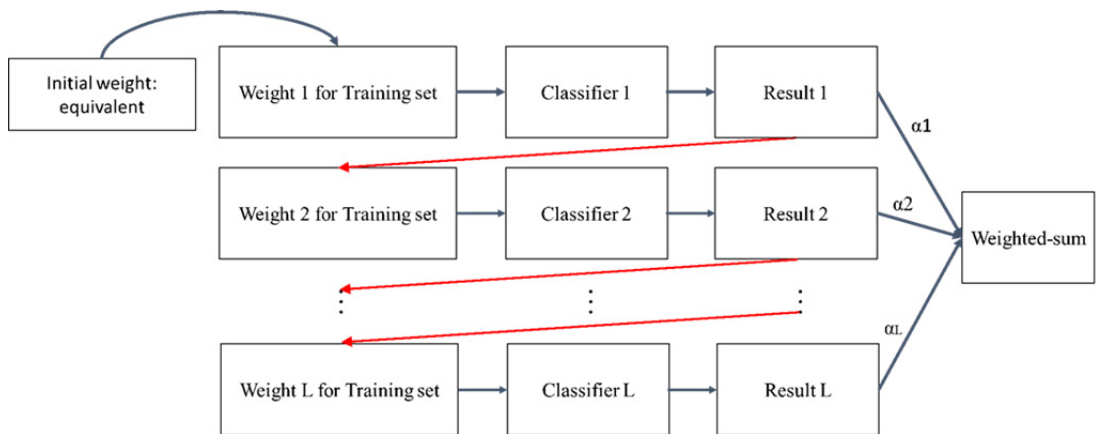 Initial weight:
equivalent
Weight 1 for Training set
Classifier 1
Result 1
α1
Weight 2 for Training set
Classifier 2
Result 2
α2
Weighted-sum
αL
Weight L for Training set
Classifier L
Result L